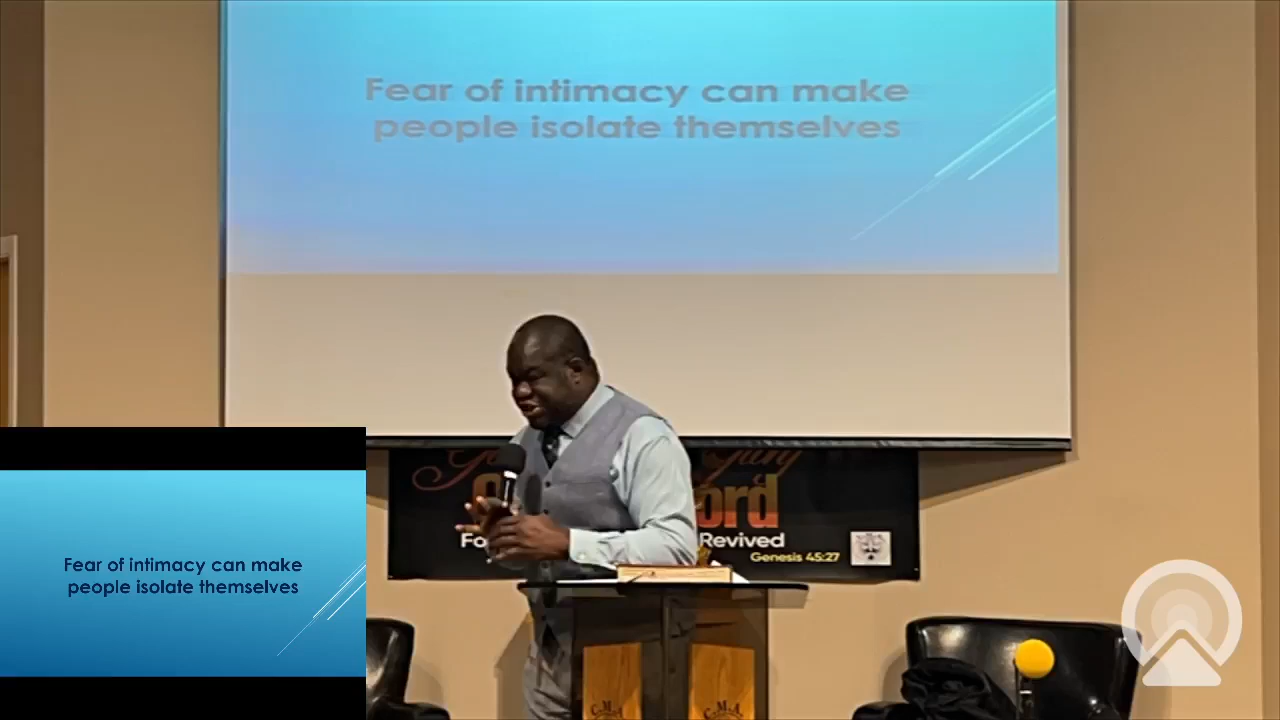 Fear of intimacy can make
people isolate themselves
ord
Revived
Genesis 45:27
Fear of intimacy can make
people isolate themselves
C.M.A.
C.M.A.